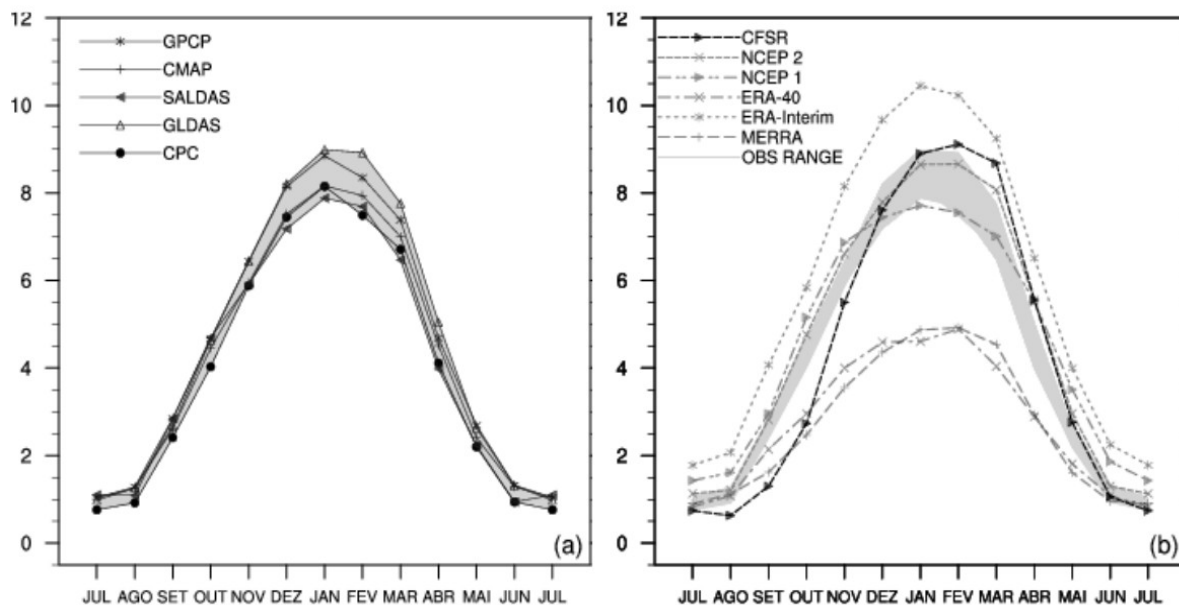 12
10
8
6
4
2
0
GPCP
CMAP
SALDAS
GLDAS
CPC
(a)
JUL AGO SET OUT NOV DEZ JAN FEV MAR ABR MAI JUN JUL
12
10
8
6
4
2
0
CFSR
NCEP 2
NCEP 1
ERA-40
ERA-Interim
MERRA
OBS RANGE
(b)
JUL AGO SET OUT NOV DEZ JAN FEV MAR ABR MAI JUN JUL